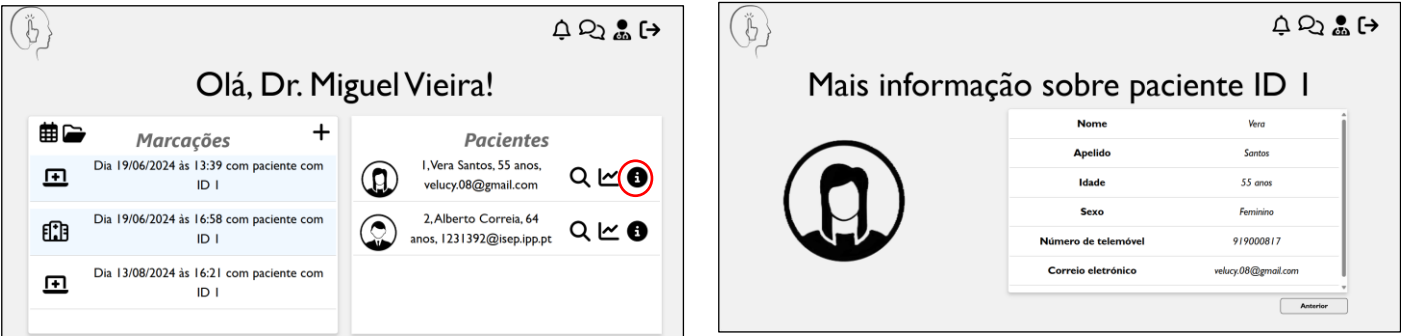 Olá, Dr. Miguel Vieira!
Marcações
Dia 19/06/2024 às 13:39 com paciente com
ID 1
Dia 19/06/2024 às 16:58 com paciente com
ID 1
Dia 13/08/2024 às 16:21 com paciente com
ID 1
Pacientes
1, Vera Santos, 55 anos,
velucy.08@gmail.com
2, Alberto Correia, 64
anos, 1231392@isep.ipp.pt
Mais informação sobre paciente ID 1
Nome Vera
Apelido Santos
Idade 55 anos
Sexo Feminino
Número de telemóvel 919000817
Correio eletrónico velucy.08@gmail.com
Anterior